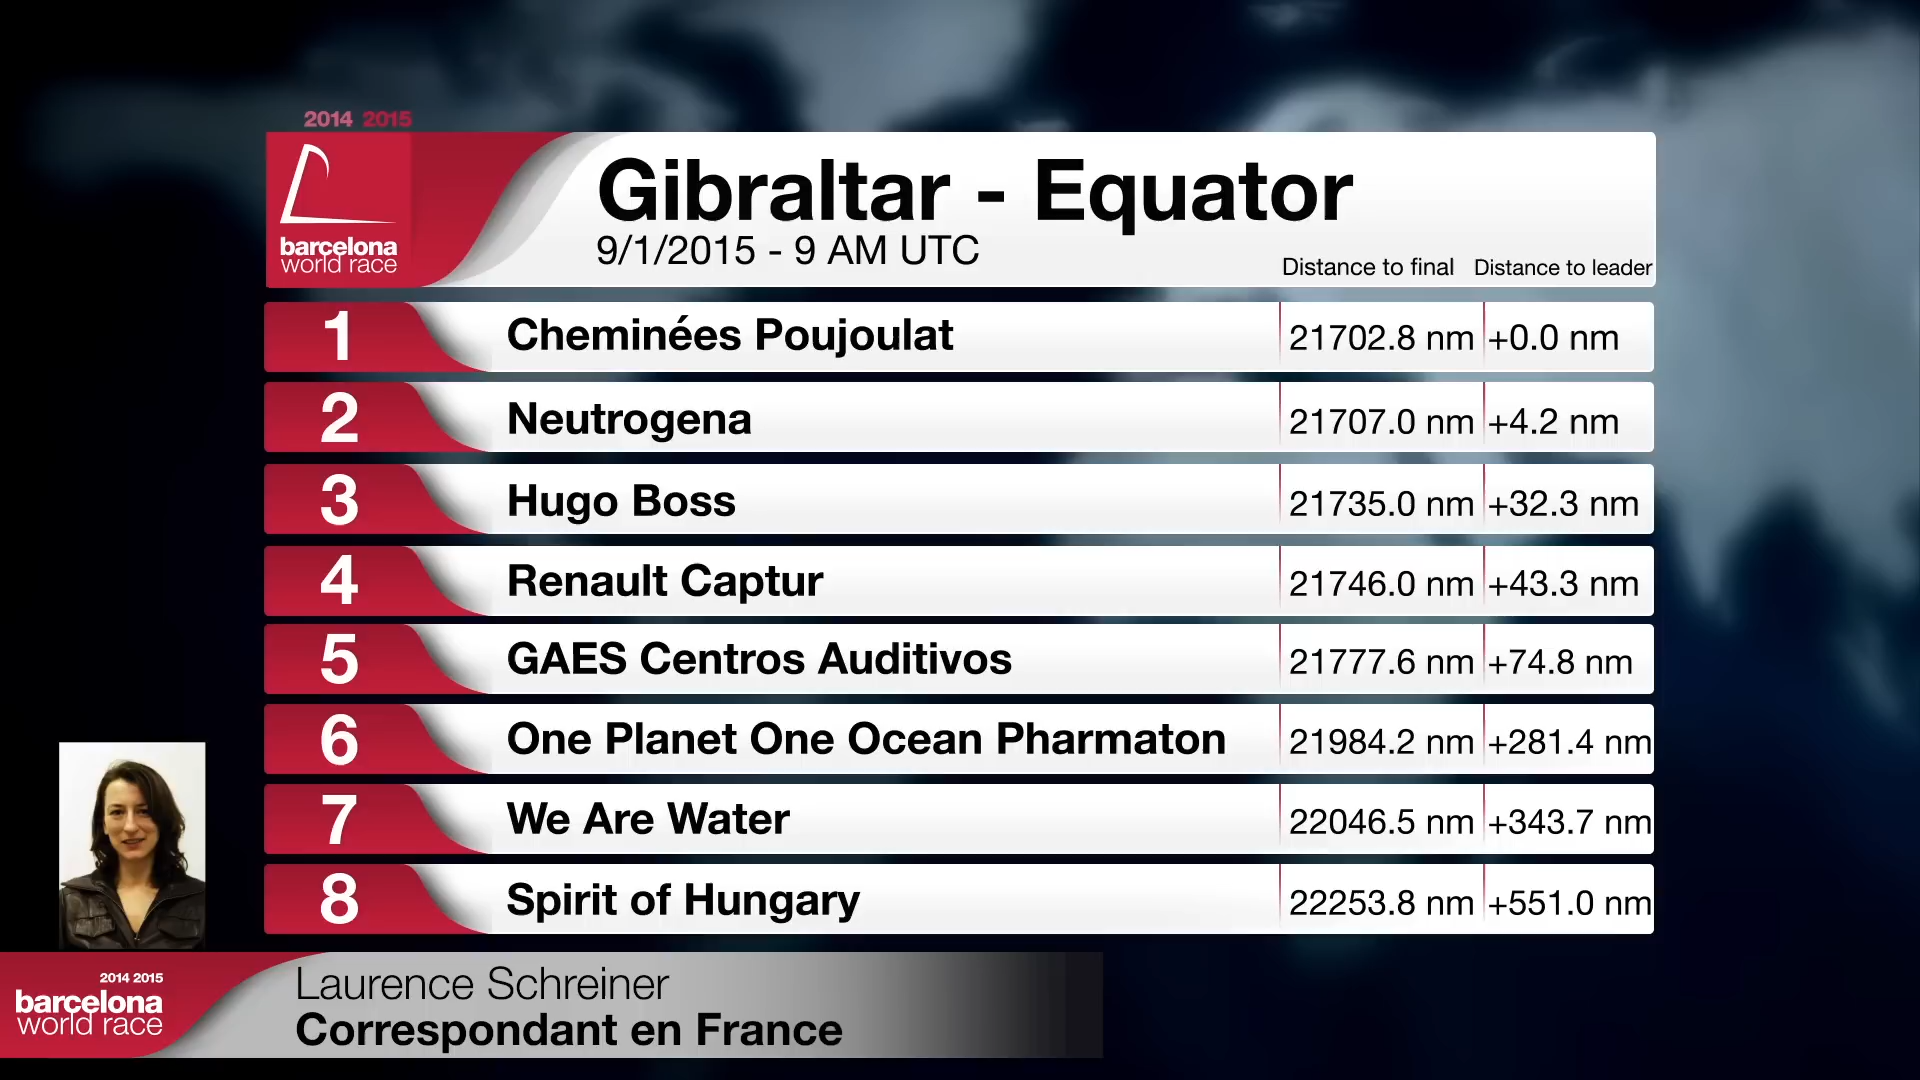 2014 2015
barcelona
world race
Gibraltar - Equator
9/1/2015 - 9 AM UTC
Distance to final Distance to leader
1 Cheminées Poujoulat 21702.8 nm +0.0 nm
2 Neutrogena 21707.0 nm +4.2 nm
3 Hugo Boss 21735.0 nm +32.3 nm
4 Renault Captur 21746.0 nm +43.3 nm
5 GAES Centros Auditivos 21777.6 nm +74.8 nm
6 One Planet One Ocean Pharmaton 21984.2 nm +281.4 nm
7 We Are Water 22046.5 nm +343.7 nm
8 Spirit of Hungary 22253.8 nm +551.0 nm
2014 2015
barcelona
world race
Laurence Schreiner
Correspondant en France